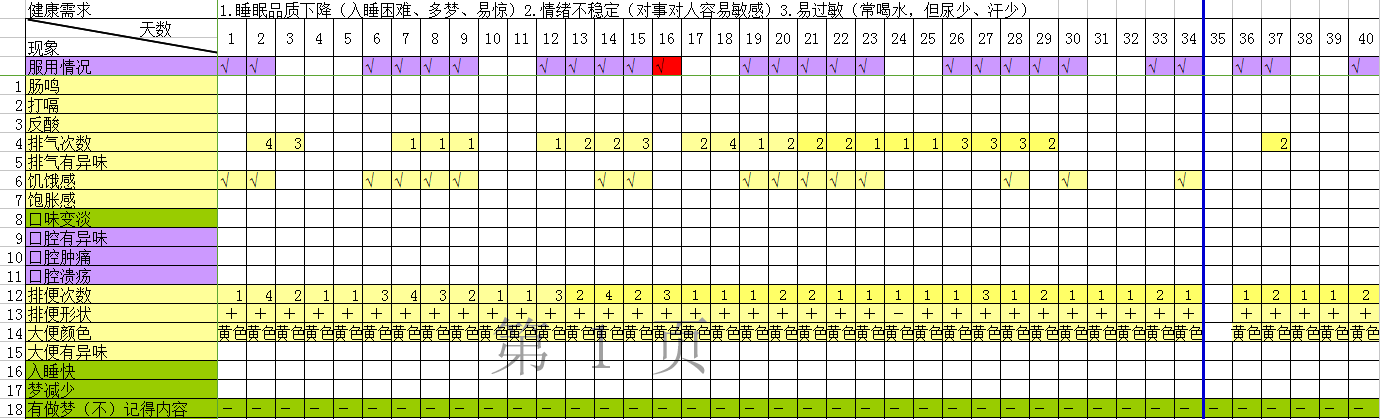 健康需求 1.睡眠品质下降（入睡困难、多梦、易惊）2.情绪不稳定（对事对人容易敏感）3.易过敏（常喝水，但尿少、汗少）
天数
现象 1 2 3 4 5 6 7 8 9 10 11 12 13 14 15 16 17 18 19 20 21 22 23 24 25 26 27 28 29 30 31 32 33 34 35 36 37 38 39 40
服用情况 √ √ √ √ √ √ √ √ √ √ √ √ √ √ √ √ √ √ √ √ √ √ √ √ √ √
1 肠鸣
2 打嗝
3 反酸
4 排气次数 4 3 1 1 1 1 2 2 3 2 4 1 2 2 2 1 1 1 3 3 3 2 2
5 排气有异味
6 饥饿感 √ √ √ √ √ √ √ √ √ √ √ √ √ √ √ √
7 饱胀感
8 口味变淡
9 口腔有异味
10 口腔肿痛
11 口腔溃疡
12 排便次数 1 4 2 1 1 3 4 3 2 1 1 3 2 4 2 3 1 1 1 2 2 1 1 1 1 1 3 1 2 1 1 1 2 1 1 2 1 1 2
13 排便形状 + + + + + + + + + + + + + + + + + + + + + + + − + + + + + + + + + + + + + + +
14 大便颜色 黄色 黄色 黄色 黄色 黄色 黄色 黄色 黄色 黄色 黄色 黄色 黄色 黄色 黄色 黄色 黄色 黄色 黄色 黄色 黄色 黄色 黄色 黄色 黄色 黄色 黄色 黄色 黄色 黄色 黄色 黄色 黄色 黄色 黄色 黄色 黄色 黄色 黄色 黄色
第 1 页
15 大便有异味
16 入睡快
17 梦减少
18 有做梦（不）记得内容 − − − − − − − − − − − − − − − − − − − − − − − − − − − − − − − − − − − − − − − −